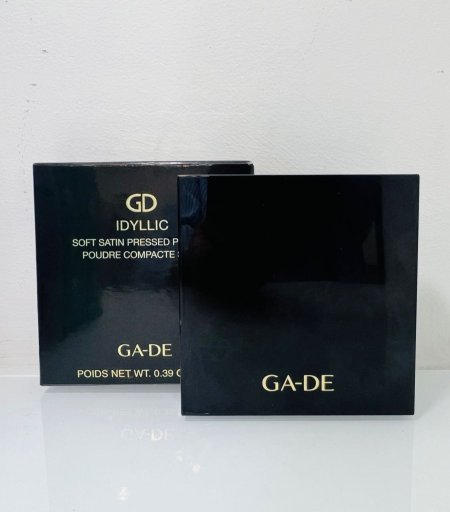 GD
IDYLLIC
SOFT SATIN PRESSED P
POUDRE COMPACTE
GA-DE
POIDS NET WT. 0.39
GA-DE